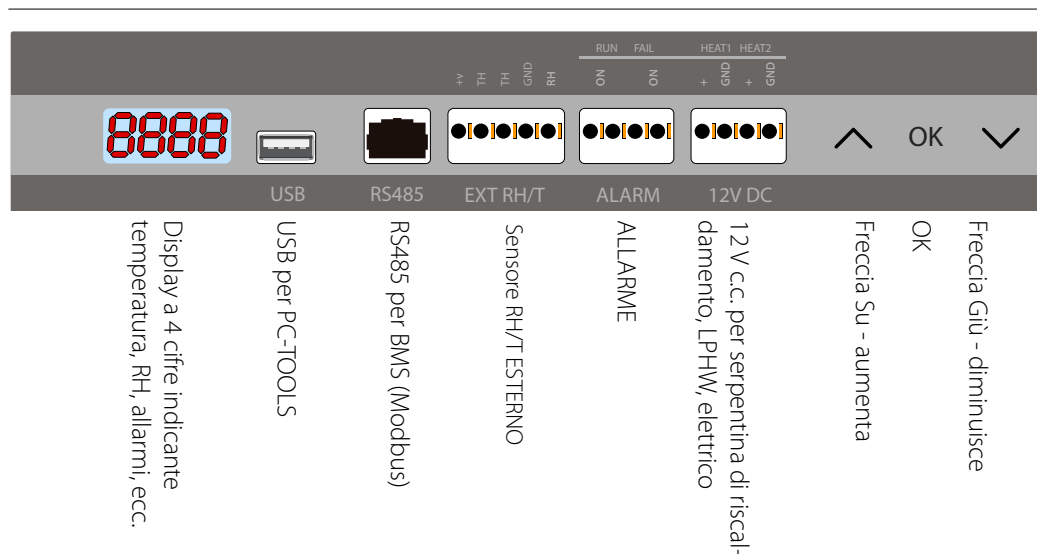 RUN FAIL HEAT1 HEAT2
V+ TH TH GND RH NO NO + GND + GND
8888 OK
USB RS485 EXT RH/T ALARM 12V DC
Display a 4 cifre indicante
temperatura, RH, allarmi, ecc.
USB per PC-TOOLS
RS485 per BMS (Modbus)
Sensore RH/T ESTERNO
ALLARME
12 V c.c. per serpentina di riscal-
damento, LPHW, elettrico
Freccia Su - aumenta
OK
Freccia Giù - diminuisce